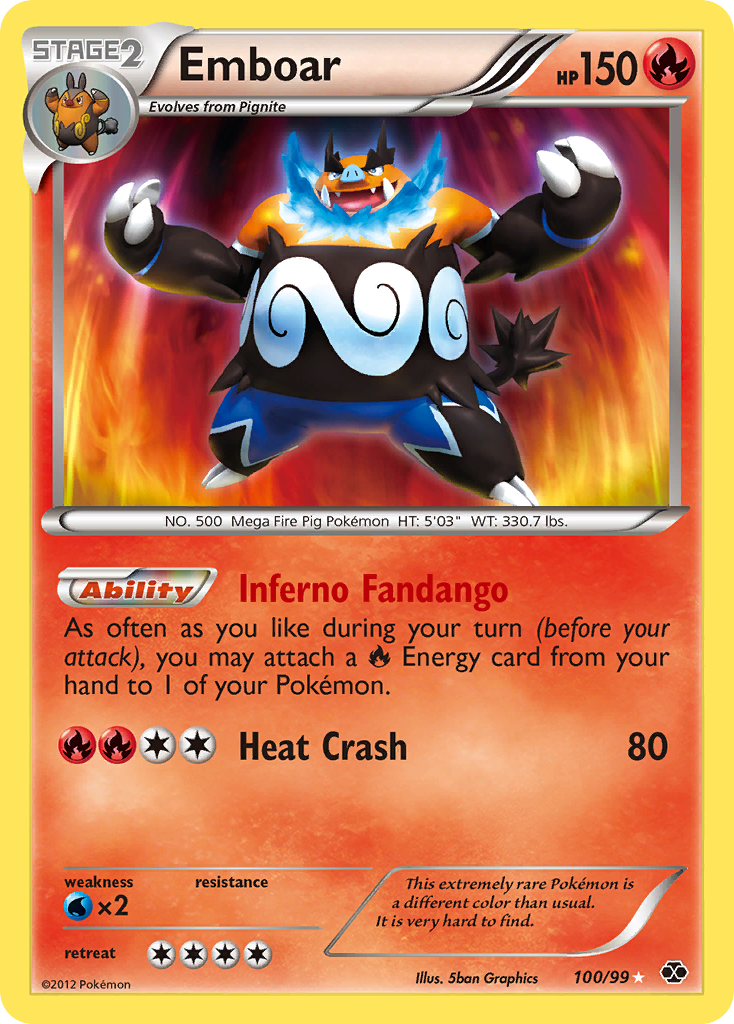 STAGE2
Emboar
HP150
Evolves from Pignite
NO. 500 Mega Fire Pig Pokémon HT: 5'03" WT: 330.7 lbs.
Ability Inferno Fandango
As often as you like during your turn (before your
attack), you may attach a Energy card from your
hand to 1 of your Pokémon.
Heat Crash 80
weakness resistance
×2
retreat
This extremely rare Pokémon is
a different color than usual.
It is very hard to find.
©2012 Pokémon
Illus. 5ban Graphics 100/99